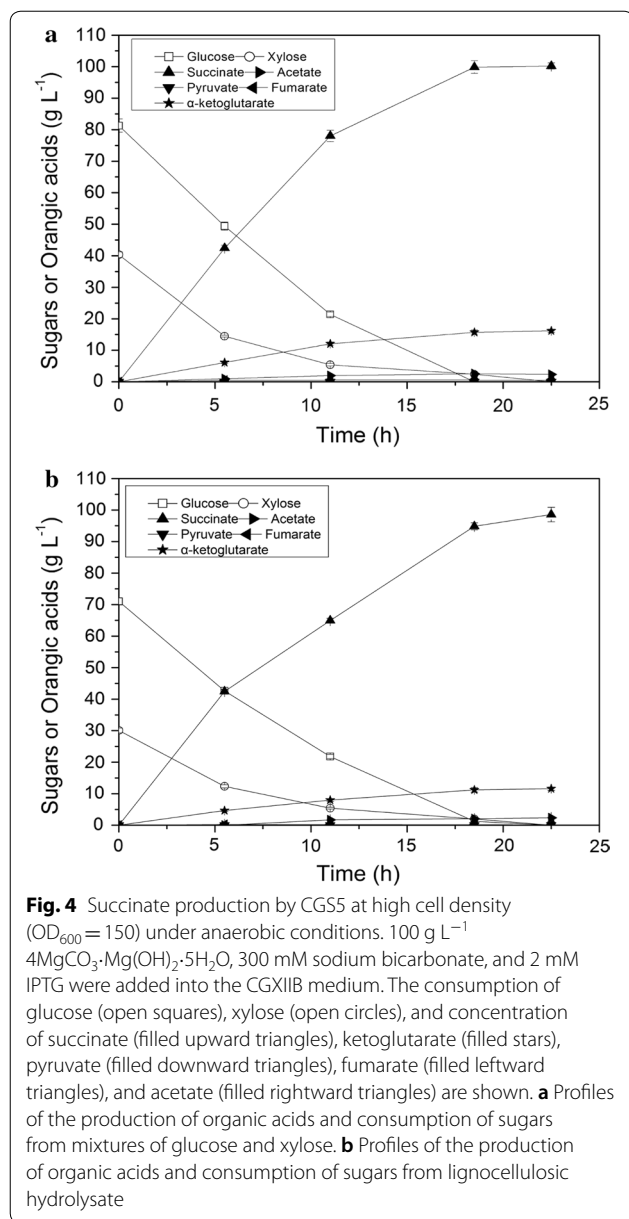 a
110
100
90
80
70
60
50
40
30
20
10
0
Sugars or Orangic acids (g L⁻¹)
Glucose Xylose
Succinate Acetate
Pyruvate Fumarate
α-ketoglutarate
0 5 10 15 20 25
Time (h)
b
110
100
90
80
70
60
50
40
30
20
10
0
Sugars or Orangic acids (g L⁻¹)
Glucose Xylose
Succinate Acetate
Pyruvate Fumarate
α-ketoglutarate
0 5 10 15 20 25
Time (h)
Fig. 4 Succinate production by CGS5 at high cell density
(OD₆₀₀ = 150) under anaerobic conditions. 100 g L⁻¹
4MgCO₃·Mg(OH)₂·5H₂O, 300 mM sodium bicarbonate, and 2 mM
IPTG were added into the CGXIIB medium. The consumption of
glucose (open squares), xylose (open circles), and concentration
of succinate (filled upward triangles), ketoglutarate (filled stars),
pyruvate (filled downward triangles), fumarate (filled leftward
triangles), and acetate (filled rightward triangles) are shown. a Profiles
of the production of organic acids and consumption of sugars
from mixtures of glucose and xylose. b Profiles of the production
of organic acids and consumption of sugars from lignocellulosic
hydrolysate